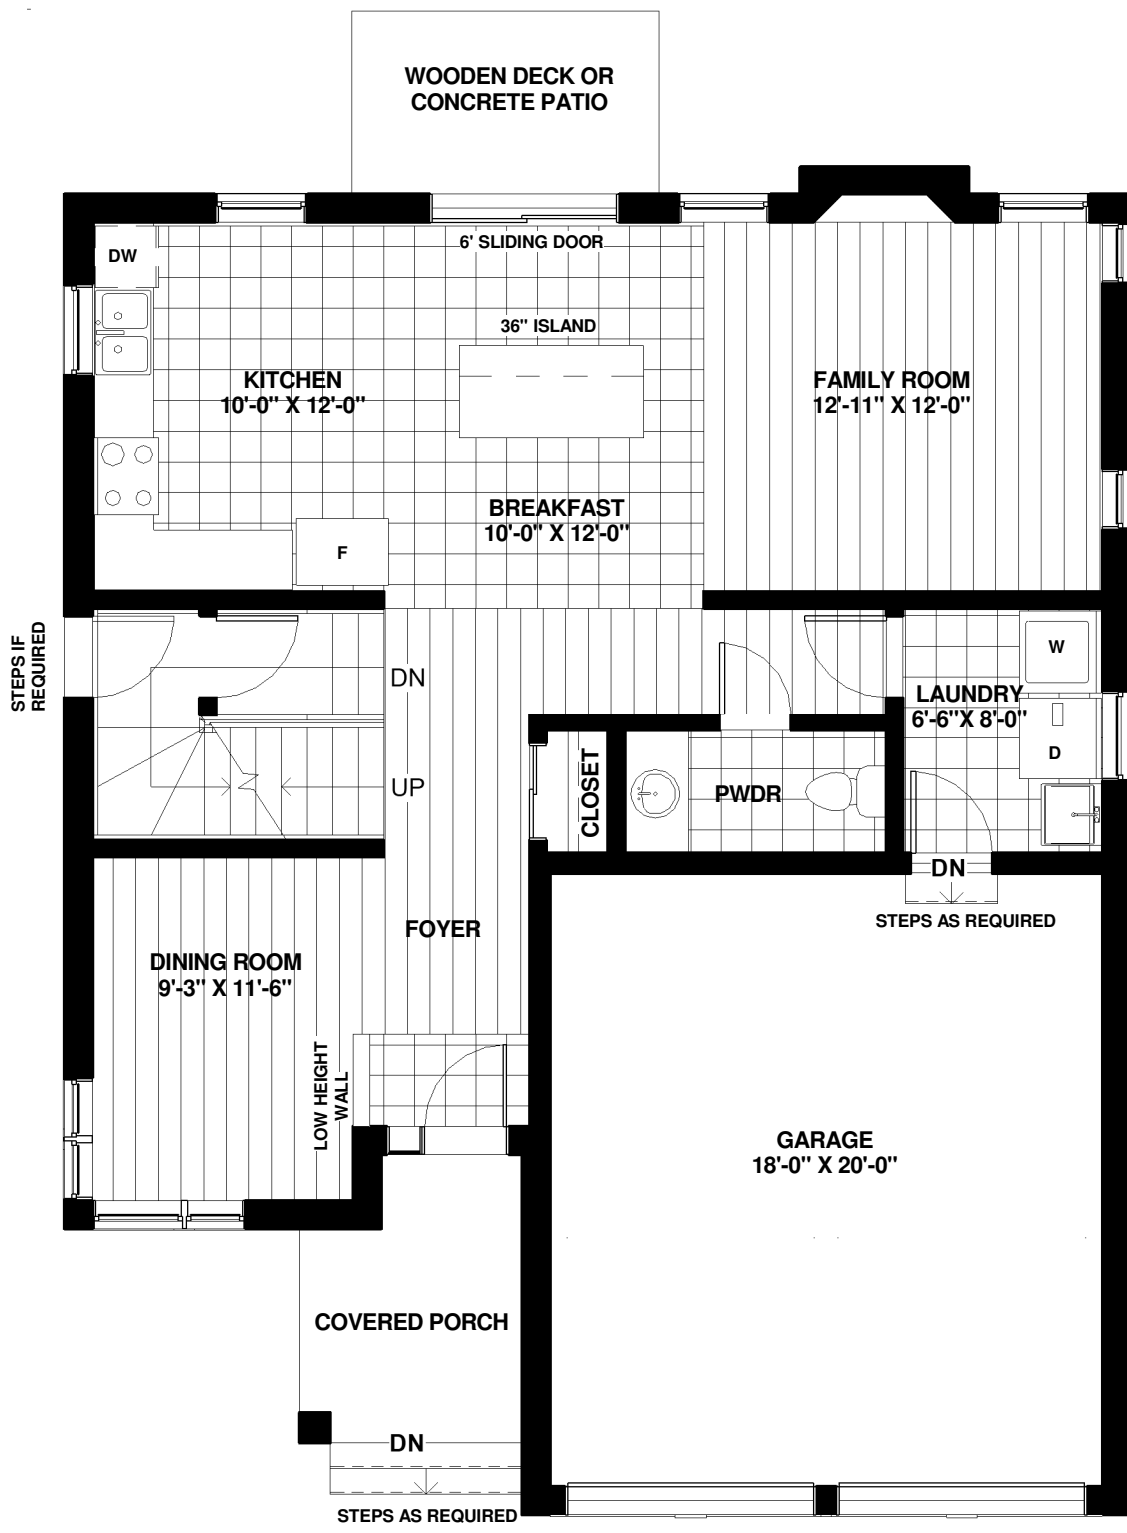 WOODEN DECK OR
CONCRETE PATIO
6' SLIDING DOOR
DW
36" ISLAND
KITCHEN
10'-0" X 12'-0"
FAMILY ROOM
12'-11" X 12'-0"
BREAKFAST
10'-0" X 12'-0"
F
STEPS IF
REQUIRED
DN
W
LAUNDRY
6'-6"X 8'-0"
D
UP
CLOSET
PWDR
DN
STEPS AS REQUIRED
FOYER
DINING ROOM
9'-3" X 11'-6"
LOW HEIGHT
WALL
GARAGE
18'-0" X 20'-0"
COVERED PORCH
DN
STEPS AS REQUIRED